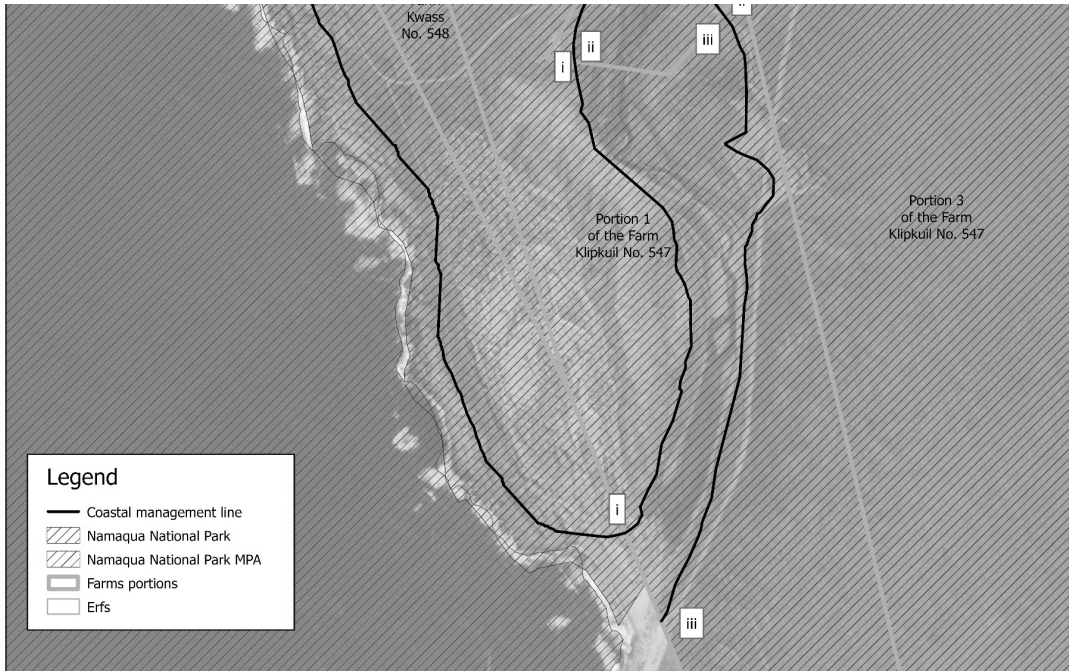 Kwass
No. 548
ii
iii
i
Portion 1
of the Farm
Klipkuil No. 547
Portion 3
of the Farm
Klipkuil No. 547
i
iii
Legend
Coastal management line
Namaqua National Park
Namaqua National Park MPA
Farms portions
Erfs